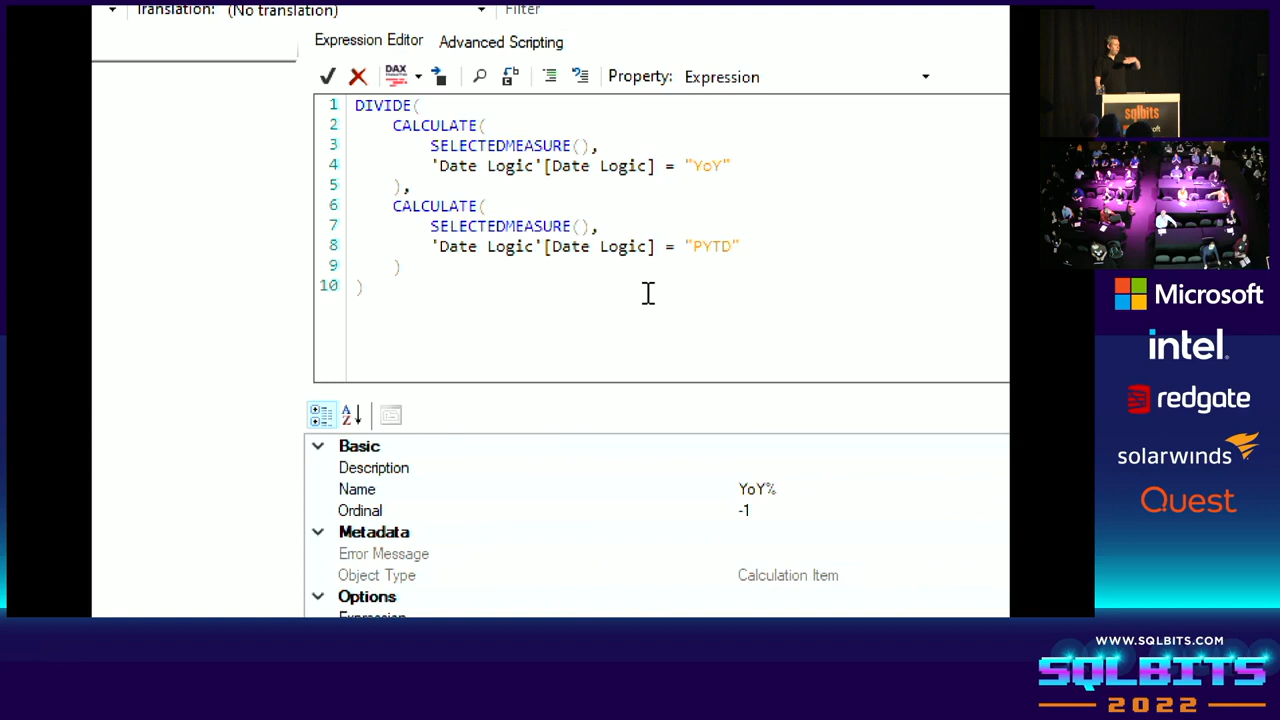 Translation: (No translation)
Filter
Expression Editor Advanced Scripting
DAX
Property: Expression
1 DIVIDE(
2 CALCULATE(
3 SELECTEDMEASURE(),
4 'Date Logic'[Date Logic] = "YoY"
5 ),
6 CALCULATE(
7 SELECTEDMEASURE(),
8 'Date Logic'[Date Logic] = "PYTD"
9 )
10 )
Basic
Description
Name YoY%
Ordinal -1
Metadata
Error Message
Object Type Calculation Item
Options
Expression
sqlbits
Microsoft
intel.
redgate
solarwinds
Quest
WWW.SQLBITS.COM
SQLBITS
2022